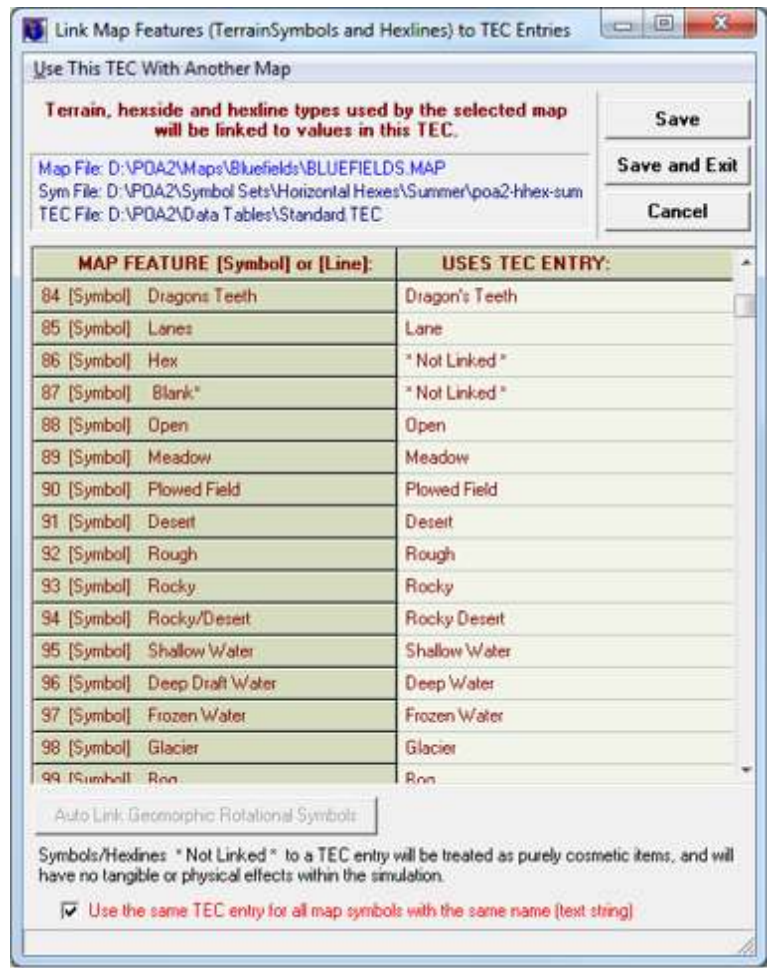 Link Map Features (TerrainSymbols and Hexlines) to TEC Entries
Use This TEC With Another Map
Terrain, hexside and hexline types used by the selected map
will be linked to values in this TEC.
Save
Map File: D:\POA2\Maps\Bluefields\BLUEFIELDS.MAP
Sym File: D:\POA2\Symbol Sets\Horizontal Hexes\Summer\poa2-hhex-sum
TEC File: D:\POA2\Data Tables\Standard.TEC
Save and Exit
Cancel
MAP FEATURE [Symbol] or [Line]: USES TEC ENTRY:
84 [Symbol] Dragons Teeth Dragon's Teeth
85 [Symbol] Lanes Lane
86 [Symbol] Hex * Not Linked *
87 [Symbol] Blank* * Not Linked *
88 [Symbol] Open Open
89 [Symbol] Meadow Meadow
90 [Symbol] Plowed Field Plowed Field
91 [Symbol] Desert Desert
92 [Symbol] Rough Rough
93 [Symbol] Rocky Rocky
94 [Symbol] Rocky/Desert Rocky Desert
95 [Symbol] Shallow Water Shallow Water
96 [Symbol] Deep Draft Water Deep Water
97 [Symbol] Frozen Water Frozen Water
98 [Symbol] Glacier Glacier
99 [Symbol] Bog Bog
Auto Link Geomorphic Rotational Symbols
Symbols/Hexlines * Not Linked * to a TEC entry will be treated as purely cosmetic items, and will
have no tangible or physical effects within the simulation.
Use the same TEC entry for all map symbols with the same name (text string)